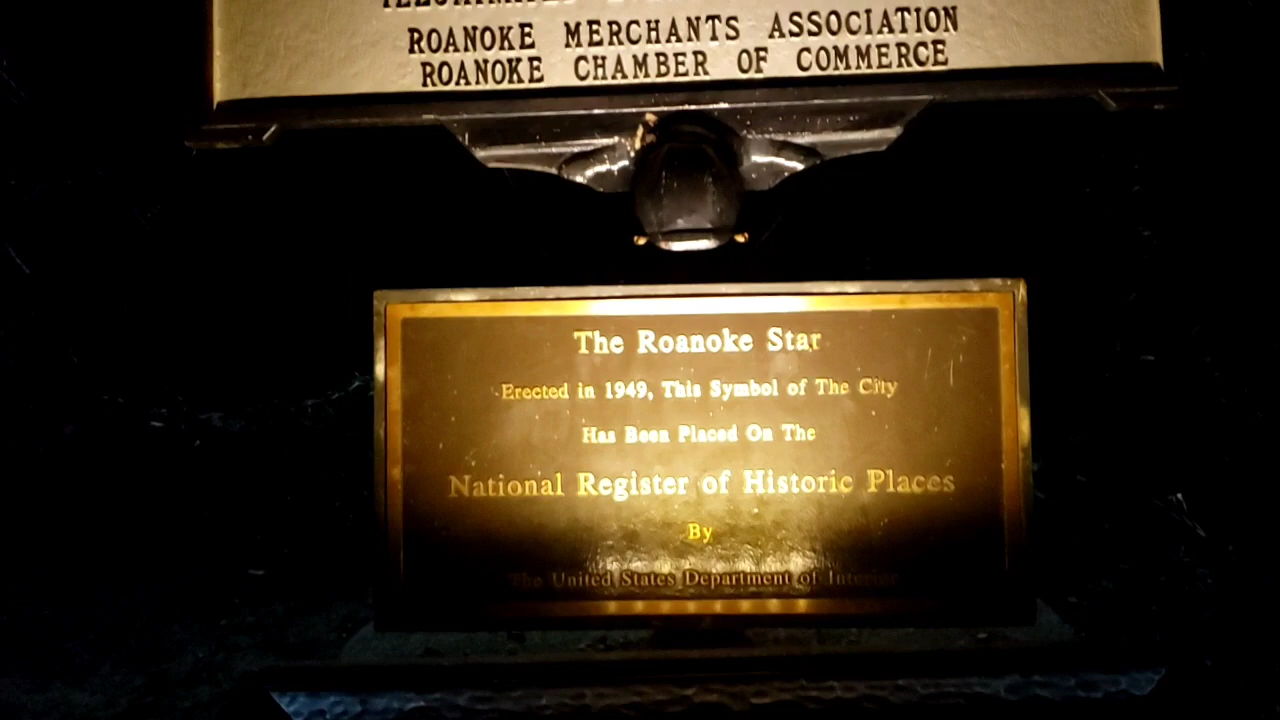 ROANOKE MERCHANTS ASSOCIATION
ROANOKE CHAMBER OF COMMERCE
The Roanoke Star
Erected in 1949, This Symbol of The City
Has Been Placed On The
National Register of Historic Places
By
The United States Department of Interior